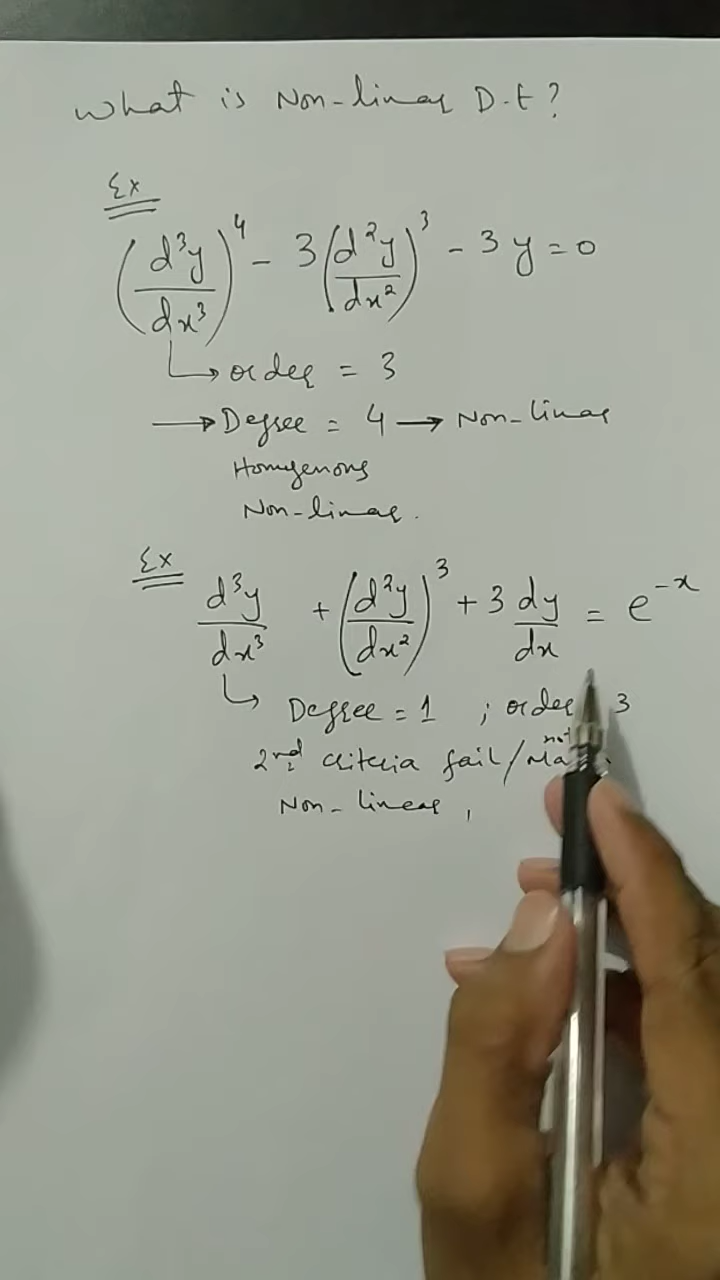 What is Non-linear D.E?
Ex
(d³y/dx³)⁴ - 3(d²y/dx²)³ - 3y = 0
↳ order = 3
→ Degree = 4 → Non-linear
Homogenous
Non-linear.
Ex
d³y/dx³ + (d²y/dx²)³ + 3 dy/dx = e⁻ˣ
↳ Degree = 1 ; order 3
2nd criteria fail/ not
Non-linear,